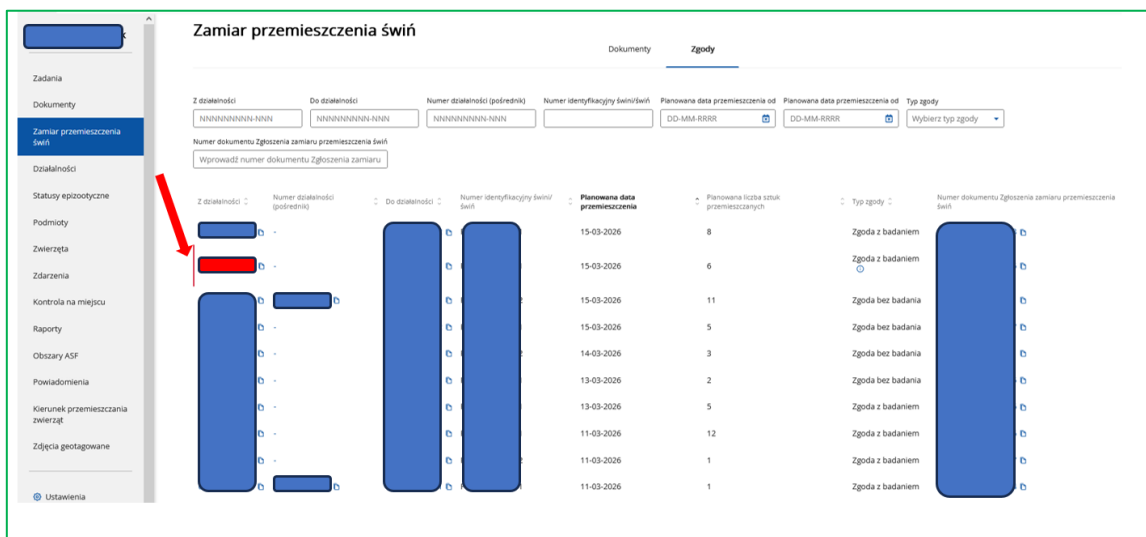 Zamiar przemieszczenia świń
Dokumenty Zgody
Zadania
Dokumenty
Zamiar przemieszczenia
świń
Działalności
Statusy epizootyczne
Podmioty
Zwierzęta
Zdarzenia
Kontrola na miejscu
Raporty
Obszary ASF
Powiadomienia
Kierunek przemieszczania
zwierząt
Zdjęcia geotagowane
Ustawienia
Z działalności Do działalności Numer działalności (pośrednik) Numer identyfikacyjny świni/świń Planowana data przemieszczenia od Planowana data przemieszczenia od Typ zgody
NNNNNNNNN-NNN NNNNNNNNN-NNN NNNNNNNNN-NNN DD-MM-RRRR DD-MM-RRRR Wybierz typ zgody
Numer dokumentu Zgłoszenia zamiaru przemieszczenia świń
Wprowadź numer dokumentu Zgłoszenia zamiaru
Z działalności Numer działalności (pośrednik) Do działalności Numer identyfikacyjny świni/świń Planowana data przemieszczenia Planowana liczba sztuk przemieszczanych Typ zgody Numer dokumentu Zgłoszenia zamiaru przemieszczenia świń
- 15-03-2026 8 Zgoda z badaniem
- 15-03-2026 6 Zgoda z badaniem
15-03-2026 11 Zgoda bez badania
- 15-03-2026 5 Zgoda bez badania
- 14-03-2026 3 Zgoda bez badania
- 13-03-2026 2 Zgoda bez badania
- 13-03-2026 5 Zgoda z badaniem
- 11-03-2026 12 Zgoda z badaniem
- 11-03-2026 1 Zgoda z badaniem
11-03-2026 1 Zgoda z badaniem